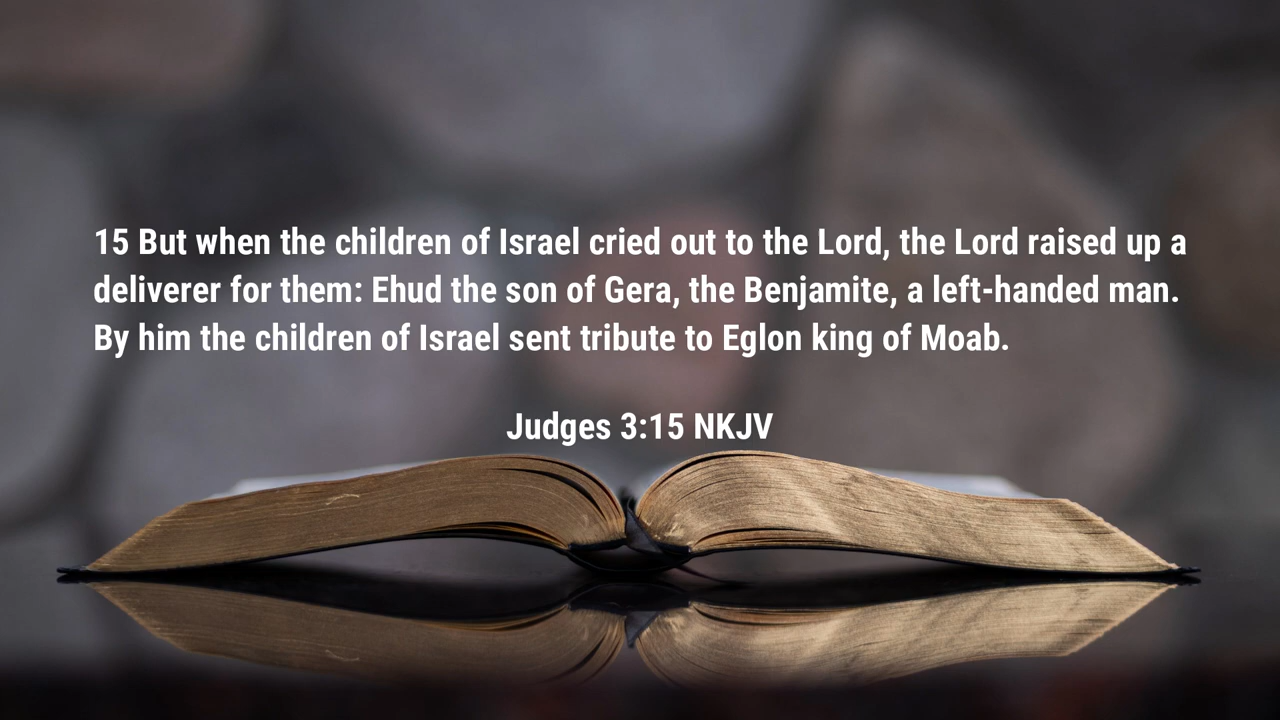 15 But when the children of Israel cried out to the Lord, the Lord raised up a
deliverer for them: Ehud the son of Gera, the Benjamite, a left-handed man.
By him the children of Israel sent tribute to Eglon king of Moab.
Judges 3:15 NKJV